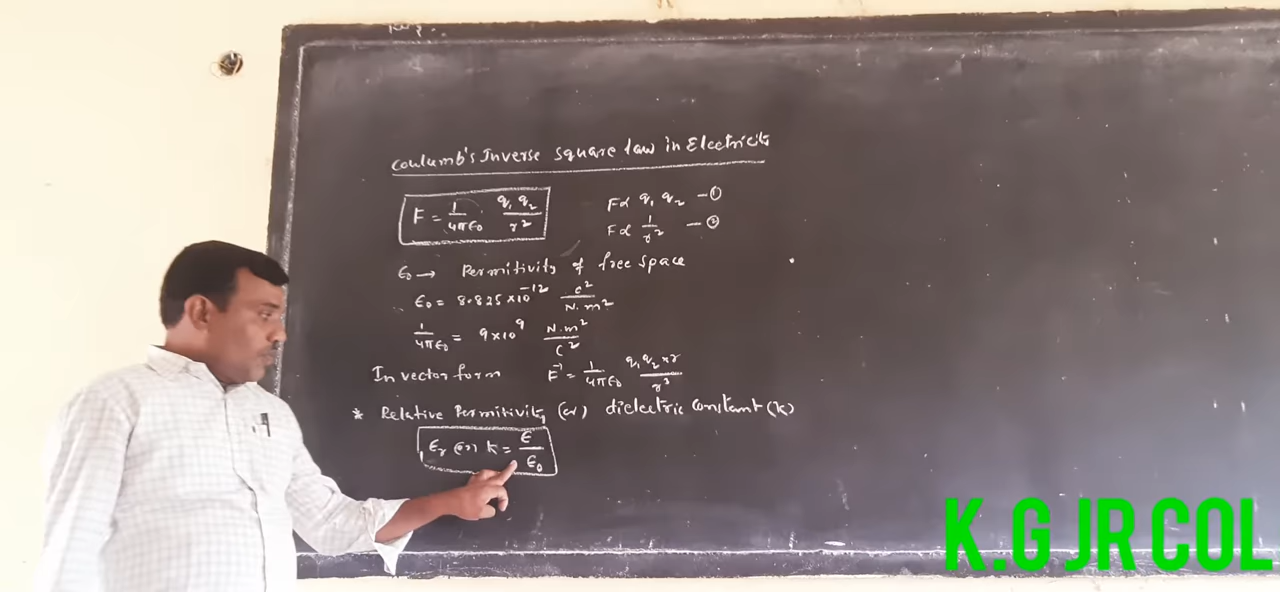 Coulumb's Inverse square law in Electricity
F = 1/4πε₀ q₁q₂/r²
F ∝ q₁ q₂ — ①
F ∝ 1/r² — ②
ε₀ → Permitivity of free space
ε₀ = 8.825×10⁻¹² C²/N.m²
1/4πε₀ = 9×10⁹ N.m²/C²
In vector form F⃗ = 1/4πε₀ q₁q₂×r/r³
* Relative Permitivity (or) dielectric constant (k)
εᵣ (or) k = ε/ε₀
K.G JR COL